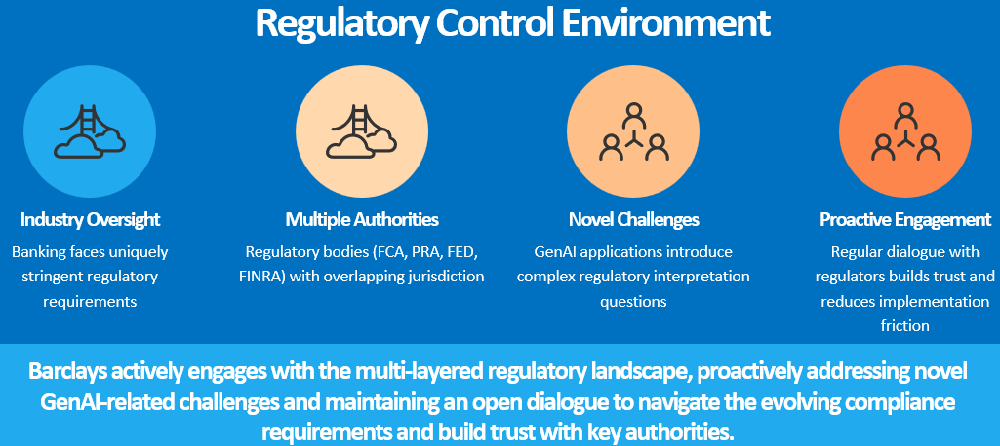 Regulatory Control Environment
Industry Oversight
Banking faces uniquely
stringent regulatory
requirements
Multiple Authorities
Regulatory bodies (FCA, PRA, FED,
FINRA) with overlapping jurisdiction
Novel Challenges
GenAI applications introduce
complex regulatory interpretation
questions
Proactive Engagement
Regular dialogue with
regulators builds trust and
reduces implementation
friction
Barclays actively engages with the multi-layered regulatory landscape, proactively addressing novel
GenAI-related challenges and maintaining an open dialogue to navigate the evolving compliance
requirements and build trust with key authorities.